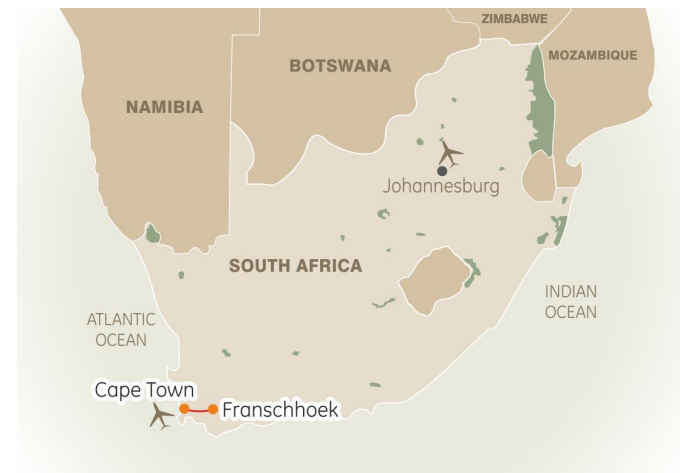 ZIMBABWE
BOTSWANA
MOZAMBIQUE
NAMIBIA
Johannesburg
SOUTH AFRICA
INDIAN
OCEAN
ATLANTIC
OCEAN
Cape Town
Franschhoek